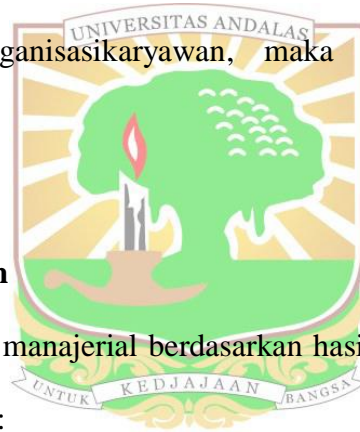 UNIVERSITAS ANDALAS
ganisasikaryawan, maka
n
manajerial berdasarkan hasi
UNTUK KEDJAJAAN BANGSA
: